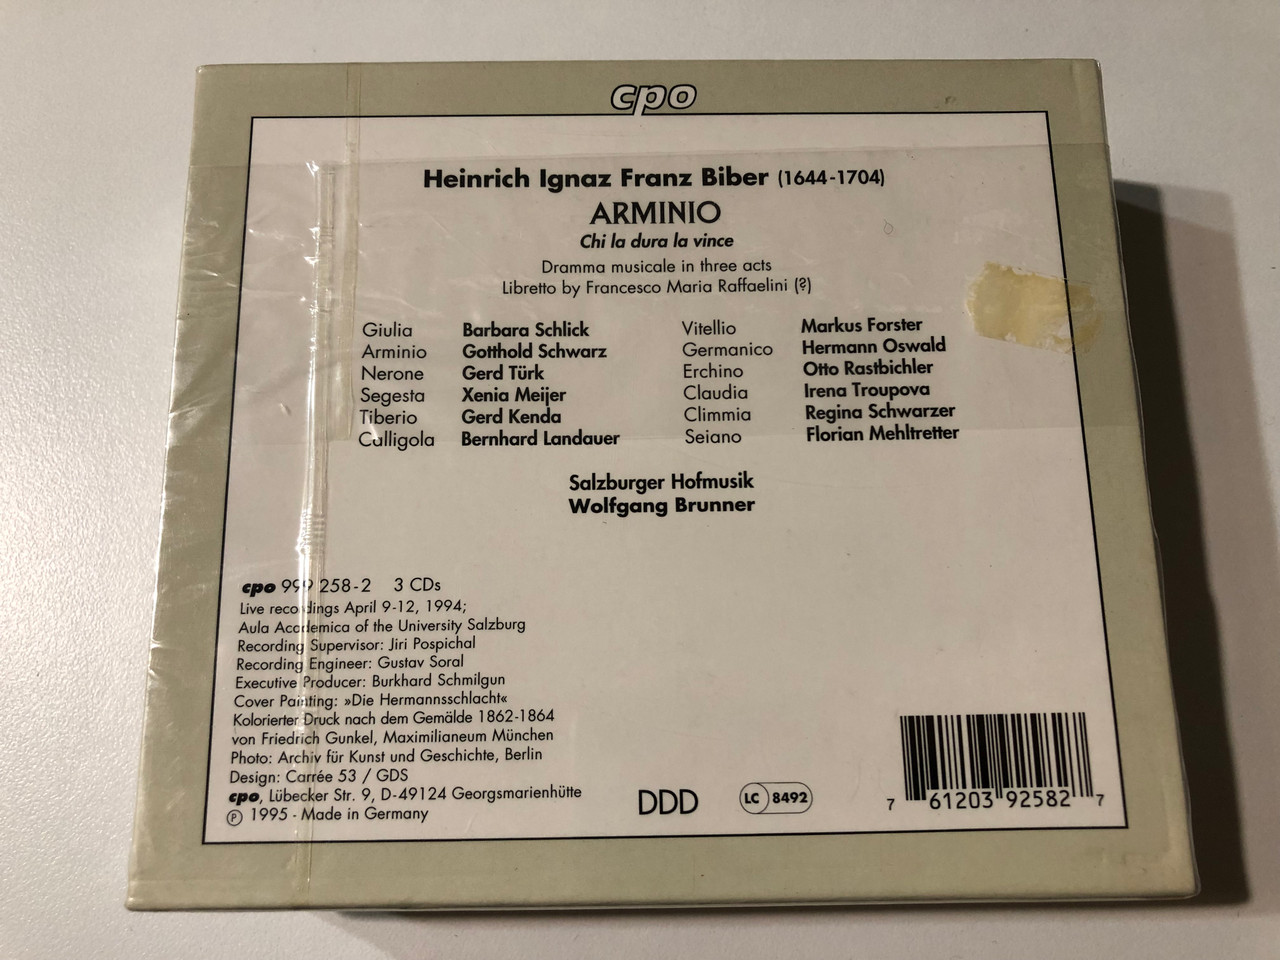 cpo
Heinrich Ignaz Franz Biber (1644-1704)
ARMINIO
Chi la dura la vince
Dramma musicale in three acts
Libretto by Francesco Maria Raffaelini (?)
Giulia Barbara Schlick
Arminio Gotthold Schwarz
Nerone Gerd Türk
Segesta Xenia Meijer
Tiberio Gerd Kenda
Calligola Bernhard Landauer
Vitellio Markus Forster
Germanico Hermann Oswald
Erchino Otto Rastbichler
Claudia Irena Troupova
Climmia Regina Schwarzer
Seiano Florian Mehltretter
Salzburger Hofmusik
Wolfgang Brunner
cpo 999 258-2 3 CDs
Live recordings April 9-12, 1994;
Aula Academica of the University Salzburg
Recording Supervisor: Jiri Pospichal
Recording Engineer: Gustav Soral
Executive Producer: Burkhard Schmilgun
Cover Painting: »Die Hermannsschlacht«
Kolorierter Druck nach dem Gemälde 1862-1864
von Friedrich Gunkel, Maximilianeum München
Photo: Archiv für Kunst und Geschichte, Berlin
Design: Carrée 53 / GDS
cpo, Lübecker Str. 9, D-49124 Georgsmarienhütte
Ⓟ 1995 - Made in Germany
DDD
LC 8492
7 61203 92582 7